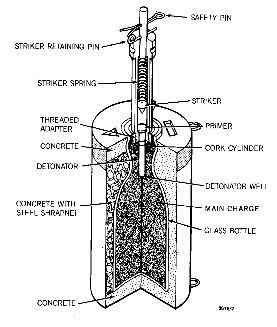 SAFETY PIN
STRIKER RETAINING PIN
STRIKER SPRING
STRIKER
THREADED
ADAPTER
PRIMER
CONCRETE
CORK CYLINDER
DETONATOR
DETONATOR WELL
CONCRETE WITH
STEEL SHRAPNEL
MAIN CHARGE
GLASS BOTTLE
CONCRETE